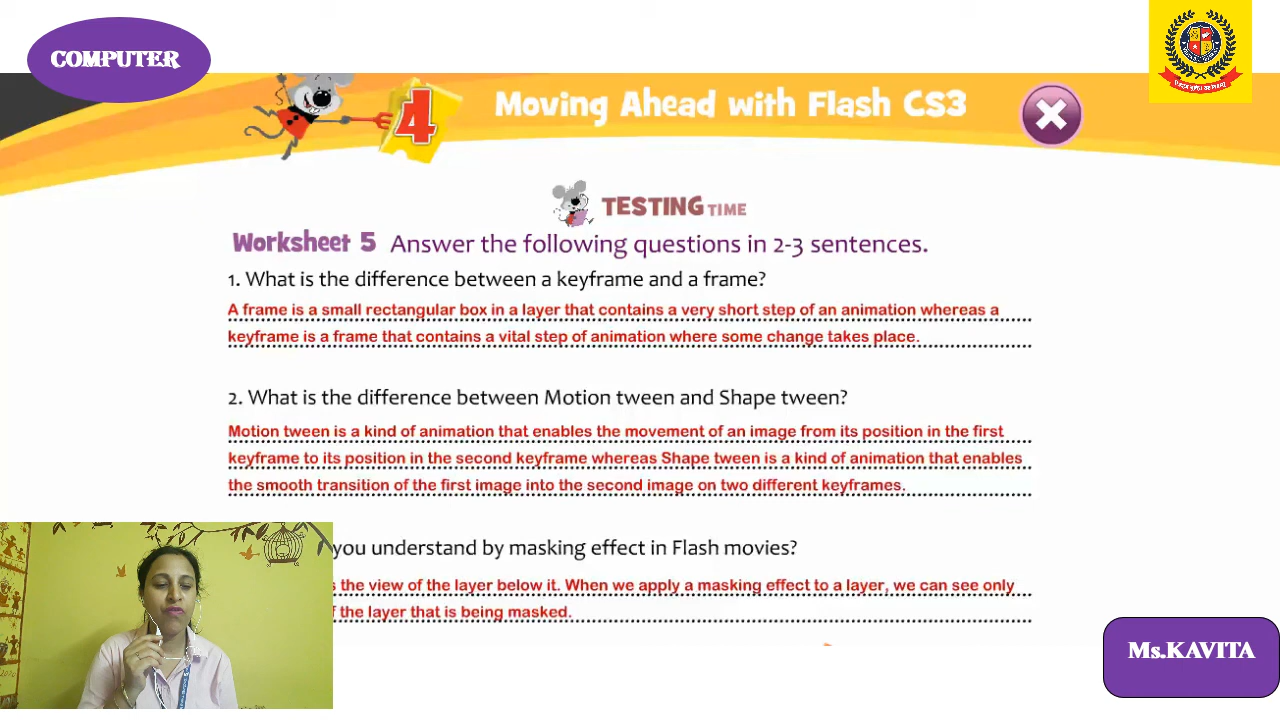 COMPUTER
4
Moving Ahead with Flash CS3
TESTING TIME
Worksheet 5 Answer the following questions in 2-3 sentences.
1. What is the difference between a keyframe and a frame?
A frame is a small rectangular box in a layer that contains a very short step of an animation whereas a
keyframe is a frame that contains a vital step of animation where some change takes place.
2. What is the difference between Motion tween and Shape tween?
Motion tween is a kind of animation that enables the movement of an image from its position in the first
keyframe to its position in the second keyframe whereas Shape tween is a kind of animation that enables
the smooth transition of the first image into the second image on two different keyframes.
you understand by masking effect in Flash movies?
the view of the layer below it. When we apply a masking effect to a layer, we can see only
the layer that is being masked.
Ms.KAVITA